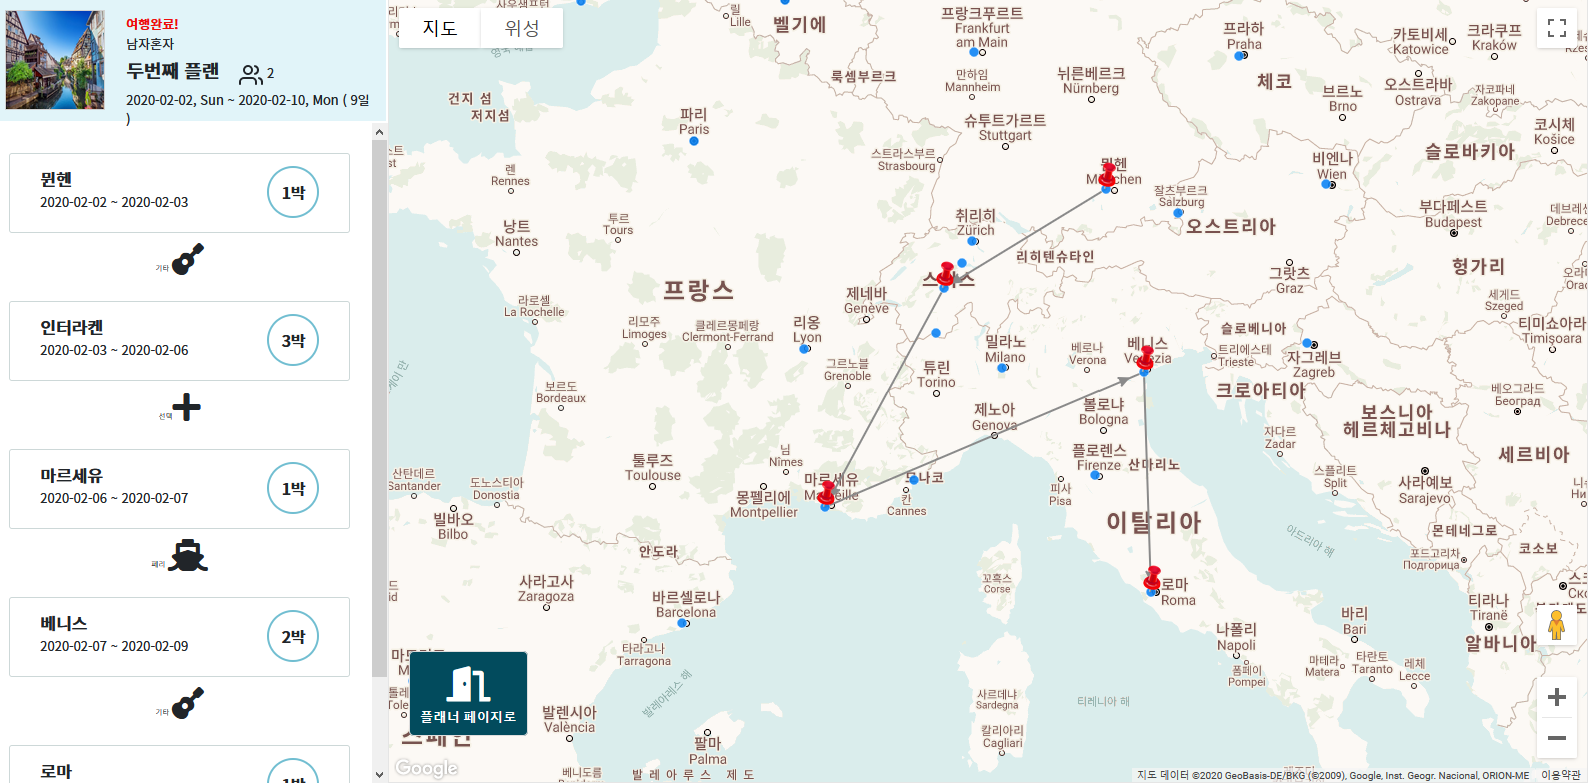 여행완료!
남자혼자
두번째 플랜 2
2020-02-02, Sun ~ 2020-02-10, Mon ( 9일
)
뮌헨
2020-02-02 ~ 2020-02-03
1박
기타
인터라켄
2020-02-03 ~ 2020-02-06
3박
선택
마르세유
2020-02-06 ~ 2020-02-07
1박
페리
베니스
2020-02-07 ~ 2020-02-09
2박
기타
로마
지도 위성
릴
Lille
벨기에
프랑크푸르트
Frankfurt
am Main
프라하
Praha
카토비세
Katowice
크라쿠프
Kraków
룩셈부르크
만하임
Mannheim
뉘른베르크
Nürnberg
체코
오스트라바
Ostrava
자코파네
Zakopane
브르노
Brno
건지 섬
저지섬
파리
Paris
슈투트가르트
Stuttgart
코시체
Košice
스트라스부르
Strasbourg
비엔나
Wien
슬로바키아
렌
Rennes
잘츠부르크
Salzburg
부다페스트
Budapest
낭트
Nantes
투르
Tours
취리히
Zürich
오스트리아
리히텐슈타인
그랏츠
Graz
헝가리
프랑스
제네바
Genève
라로셸
La Rochelle
세게드
Szeged
리모주
Limoges
클레르몽페랑
Clermont-Ferrand
리옹
Lyon
슬로베니아
티미쇼아라
Timișoara
밀라노
Milano
베로나
Verona
베니스
트리에스테
Trieste
자그레브
Zagreb
그르노블
Grenoble
튀린
Torino
보르도
Bordeaux
크로아티아
베오그라드
Београд
제노아
Genova
볼로냐
Bologna
보스니아
헤르체고비나
자다르
Zadar
님
Nîmes
플로렌스
Firenze
산마리노
세르비아
툴루즈
Toulouse
산탄데르
Santander
도노스티아
Donostia
몽펠리에
Montpellier
칸
Cannes
피사
Pisa
스플리트
Split
사라예보
Sarajevo
빌바오
Bilbo
이탈리아
아드리아 해
몬테네그로
안도라
포드고리차
Подгорица
코소보
사라고사
Zaragoza
꼬흑스
Corse
로마
Roma
바르셀로나
Barcelona
티라나
Tiranë
바리
Bari
나폴리
Napoli
알바니아
타라고나
Tarragona
폼페이
Pompei
마테라
Matera
타란토
Taranto
레체
Lecce
플래너 페이지로
발레아레스 해
사르데냐
Sardegna
티레니아 해
발렌시아
València
팔마
Palma
칼리아리
Cagliari
베니도름
발레아루스 제도
Google
지도 데이터 ©2020 GeoBasis-DE/BKG (©2009), Google, Inst. Geogr. Nacional, ORION-ME 이용약관